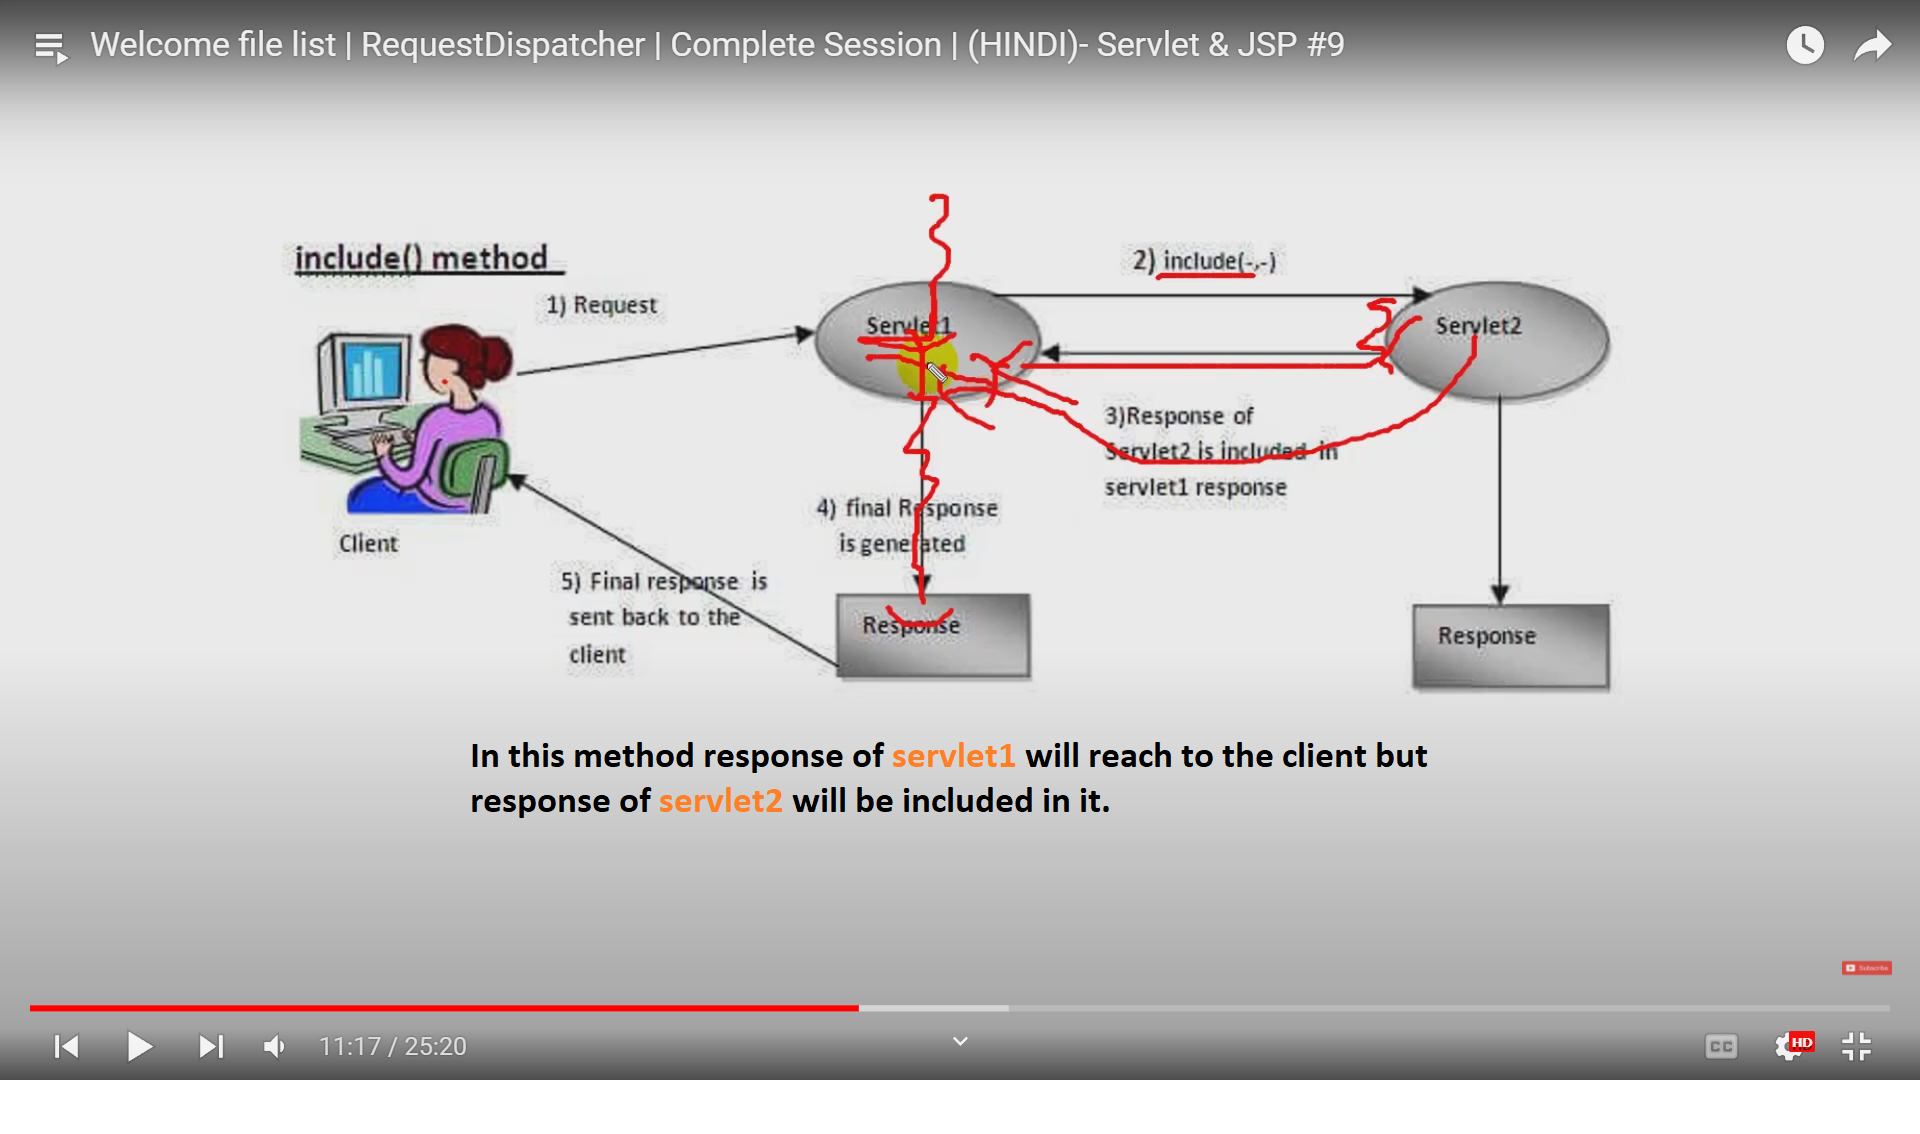 Welcome file list | RequestDispatcher | Complete Session | (HINDI)- Servlet & JSP #9
include() method
1) Request
2) include(-,-)
Servlet1
Servlet2
3)Response of
Servlet2 is included in
servlet1 response
4) final Response
is generated
Client
5) Final response is
sent back to the
client
Response
Response
In this method response of servlet1 will reach to the client but
response of servlet2 will be included in it.
Subscribe
11:17 / 25:20
CC
HD